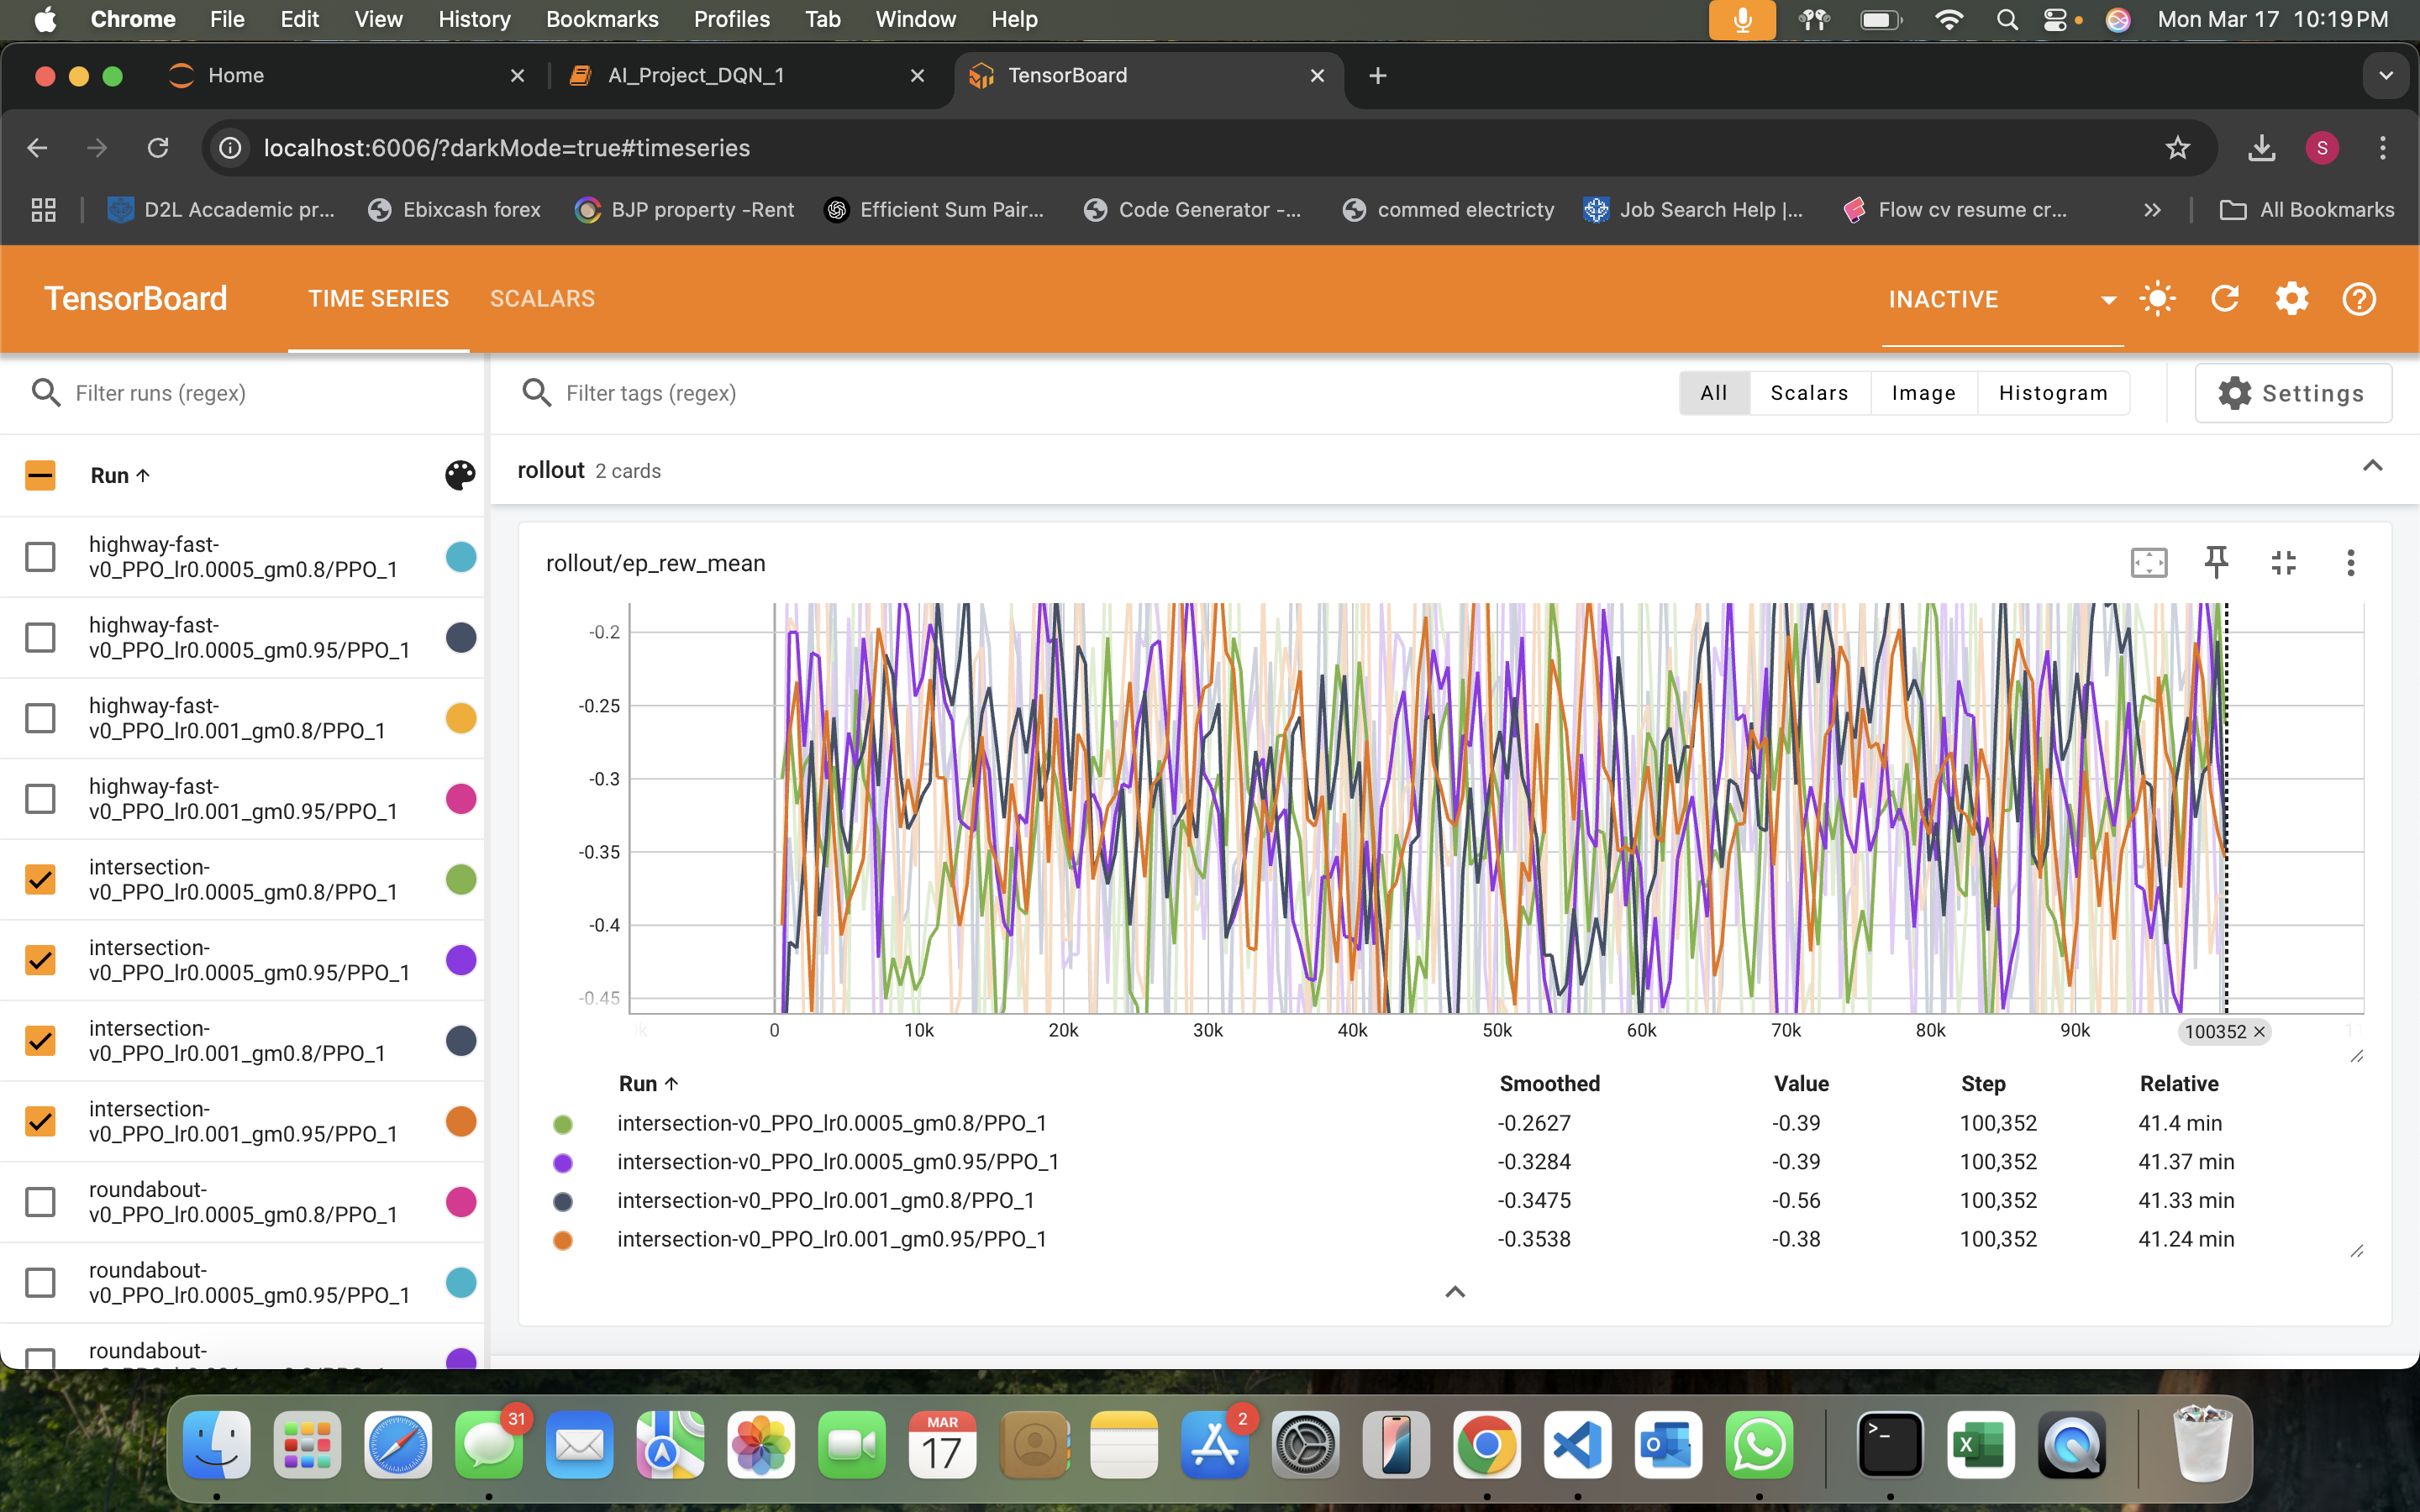 Chrome File Edit View History Bookmarks Profiles Tab Window Help Mon Mar 17 10:19 PM
Home AI_Project_DQN_1 TensorBoard
localhost:6006/?darkMode=true#timeseries S
D2L Accademic pr... Ebixcash forex BJP property -Rent Efficient Sum Pair... Code Generator -... commed electricty Job Search Help |... Flow cv resume cr... All Bookmarks
TensorBoard TIME SERIES SCALARS INACTIVE
Filter runs (regex)
Run
highway-fast-
v0_PPO_lr0.0005_gm0.8/PPO_1
highway-fast-
v0_PPO_lr0.0005_gm0.95/PPO_1
highway-fast-
v0_PPO_lr0.001_gm0.8/PPO_1
highway-fast-
v0_PPO_lr0.001_gm0.95/PPO_1
intersection-
v0_PPO_lr0.0005_gm0.8/PPO_1
intersection-
v0_PPO_lr0.0005_gm0.95/PPO_1
intersection-
v0_PPO_lr0.001_gm0.8/PPO_1
intersection-
v0_PPO_lr0.001_gm0.95/PPO_1
roundabout-
v0_PPO_lr0.0005_gm0.8/PPO_1
roundabout-
v0_PPO_lr0.0005_gm0.95/PPO_1
roundabout-
Filter tags (regex) All Scalars Image Histogram Settings
rollout 2 cards
rollout/ep_rew_mean
-0.2
-0.25
-0.3
-0.35
-0.4
-0.45
0 10k 20k 30k 40k 50k 60k 70k 80k 90k 100352
Run Smoothed Value Step Relative
intersection-v0_PPO_lr0.0005_gm0.8/PPO_1 -0.2627 -0.39 100,352 41.4 min
intersection-v0_PPO_lr0.0005_gm0.95/PPO_1 -0.3284 -0.39 100,352 41.37 min
intersection-v0_PPO_lr0.001_gm0.8/PPO_1 -0.3475 -0.56 100,352 41.33 min
intersection-v0_PPO_lr0.001_gm0.95/PPO_1 -0.3538 -0.38 100,352 41.24 min
31
MAR
17
2